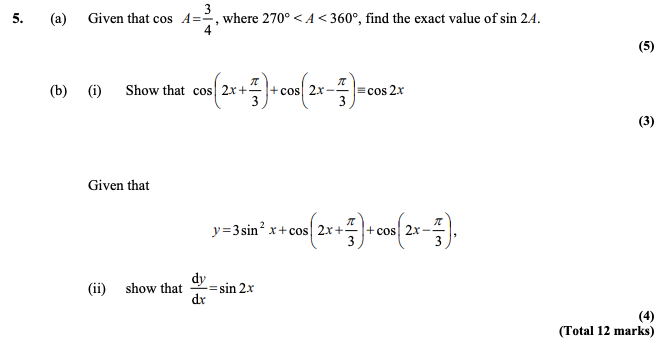 5. (a) Given that cos A = 3/4, where 270° < A < 360°, find the exact value of sin 2A.
(5)
(b) (i) Show that cos(2x + π/3) + cos(2x − π/3) ≡ cos 2x
(3)
Given that
y = 3 sin² x + cos(2x + π/3) + cos(2x − π/3),
(ii) show that dy/dx = sin 2x
(4)
(Total 12 marks)